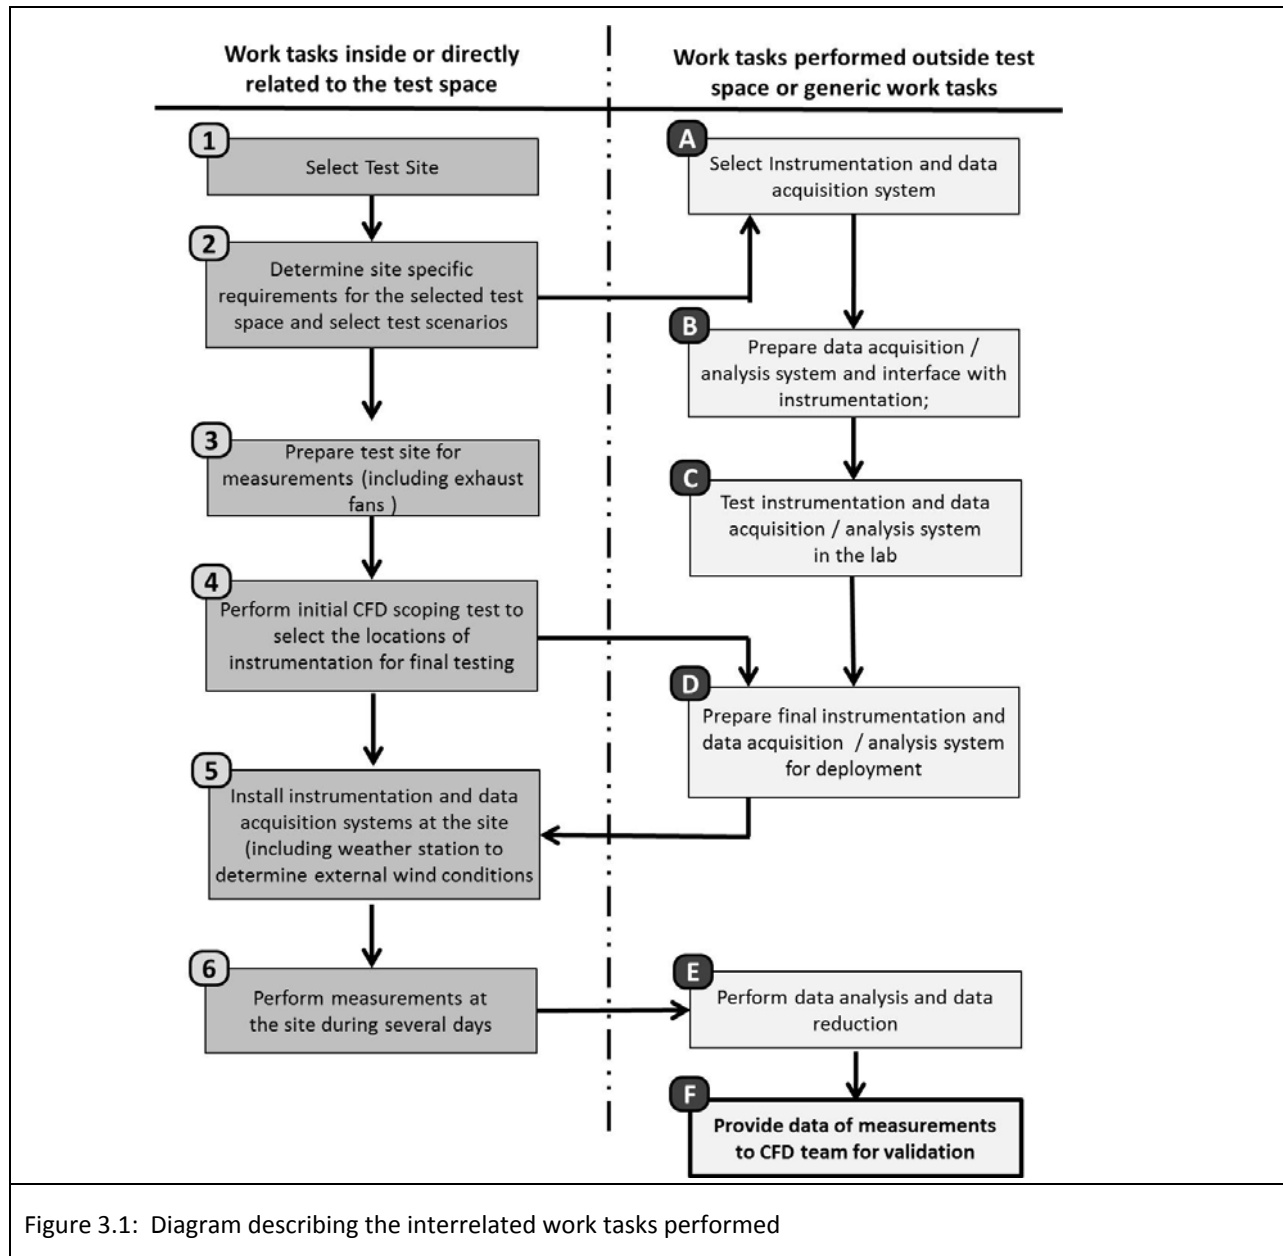 Work tasks inside or directly
related to the test space
Work tasks performed outside test
space or generic work tasks
1
Select Test Site
2
Determine site specific
requirements for the selected test
space and select test scenarios
3
Prepare test site for
measurements (including exhaust
fans )
4
Perform initial CFD scoping test to
select the locations of
instrumentation for final testing
5
Install instrumentation and data
acquisition systems at the site
(including weather station to
determine external wind conditions
6
Perform measurements at
the site during several days
A
Select Instrumentation and data
acquisition system
B
Prepare data acquisition /
analysis system and interface with
instrumentation;
C
Test instrumentation and data
acquisition / analysis system
in the lab
D
Prepare final instrumentation and
data acquisition / analysis system
for deployment
E
Perform data analysis and data
reduction
F
Provide data of measurements
to CFD team for validation
Figure 3.1: Diagram describing the interrelated work tasks performed